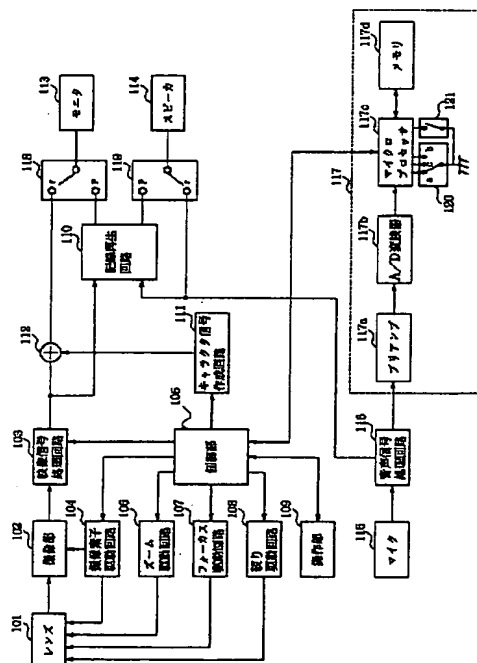 101
レンズ
102
撮像部
103
映像信号
処理回路
104
撮像素子
駆動回路
106
ズーム
駆動回路
107
フォーカス
駆動回路
108
絞り
駆動回路
109
操作部
105
制御部
111
キャラクタ信号
作成回路
112
110
記録再生
回路
118
r
P
119
P
r
113
モニタ
114
スピーカ
116
マイク
115
音声信号
処理回路
117
117a
プリアンプ
117b
A/D変換器
117c
マイクロ
プロセッサ
117d
メモリ
120
a
b
c
121